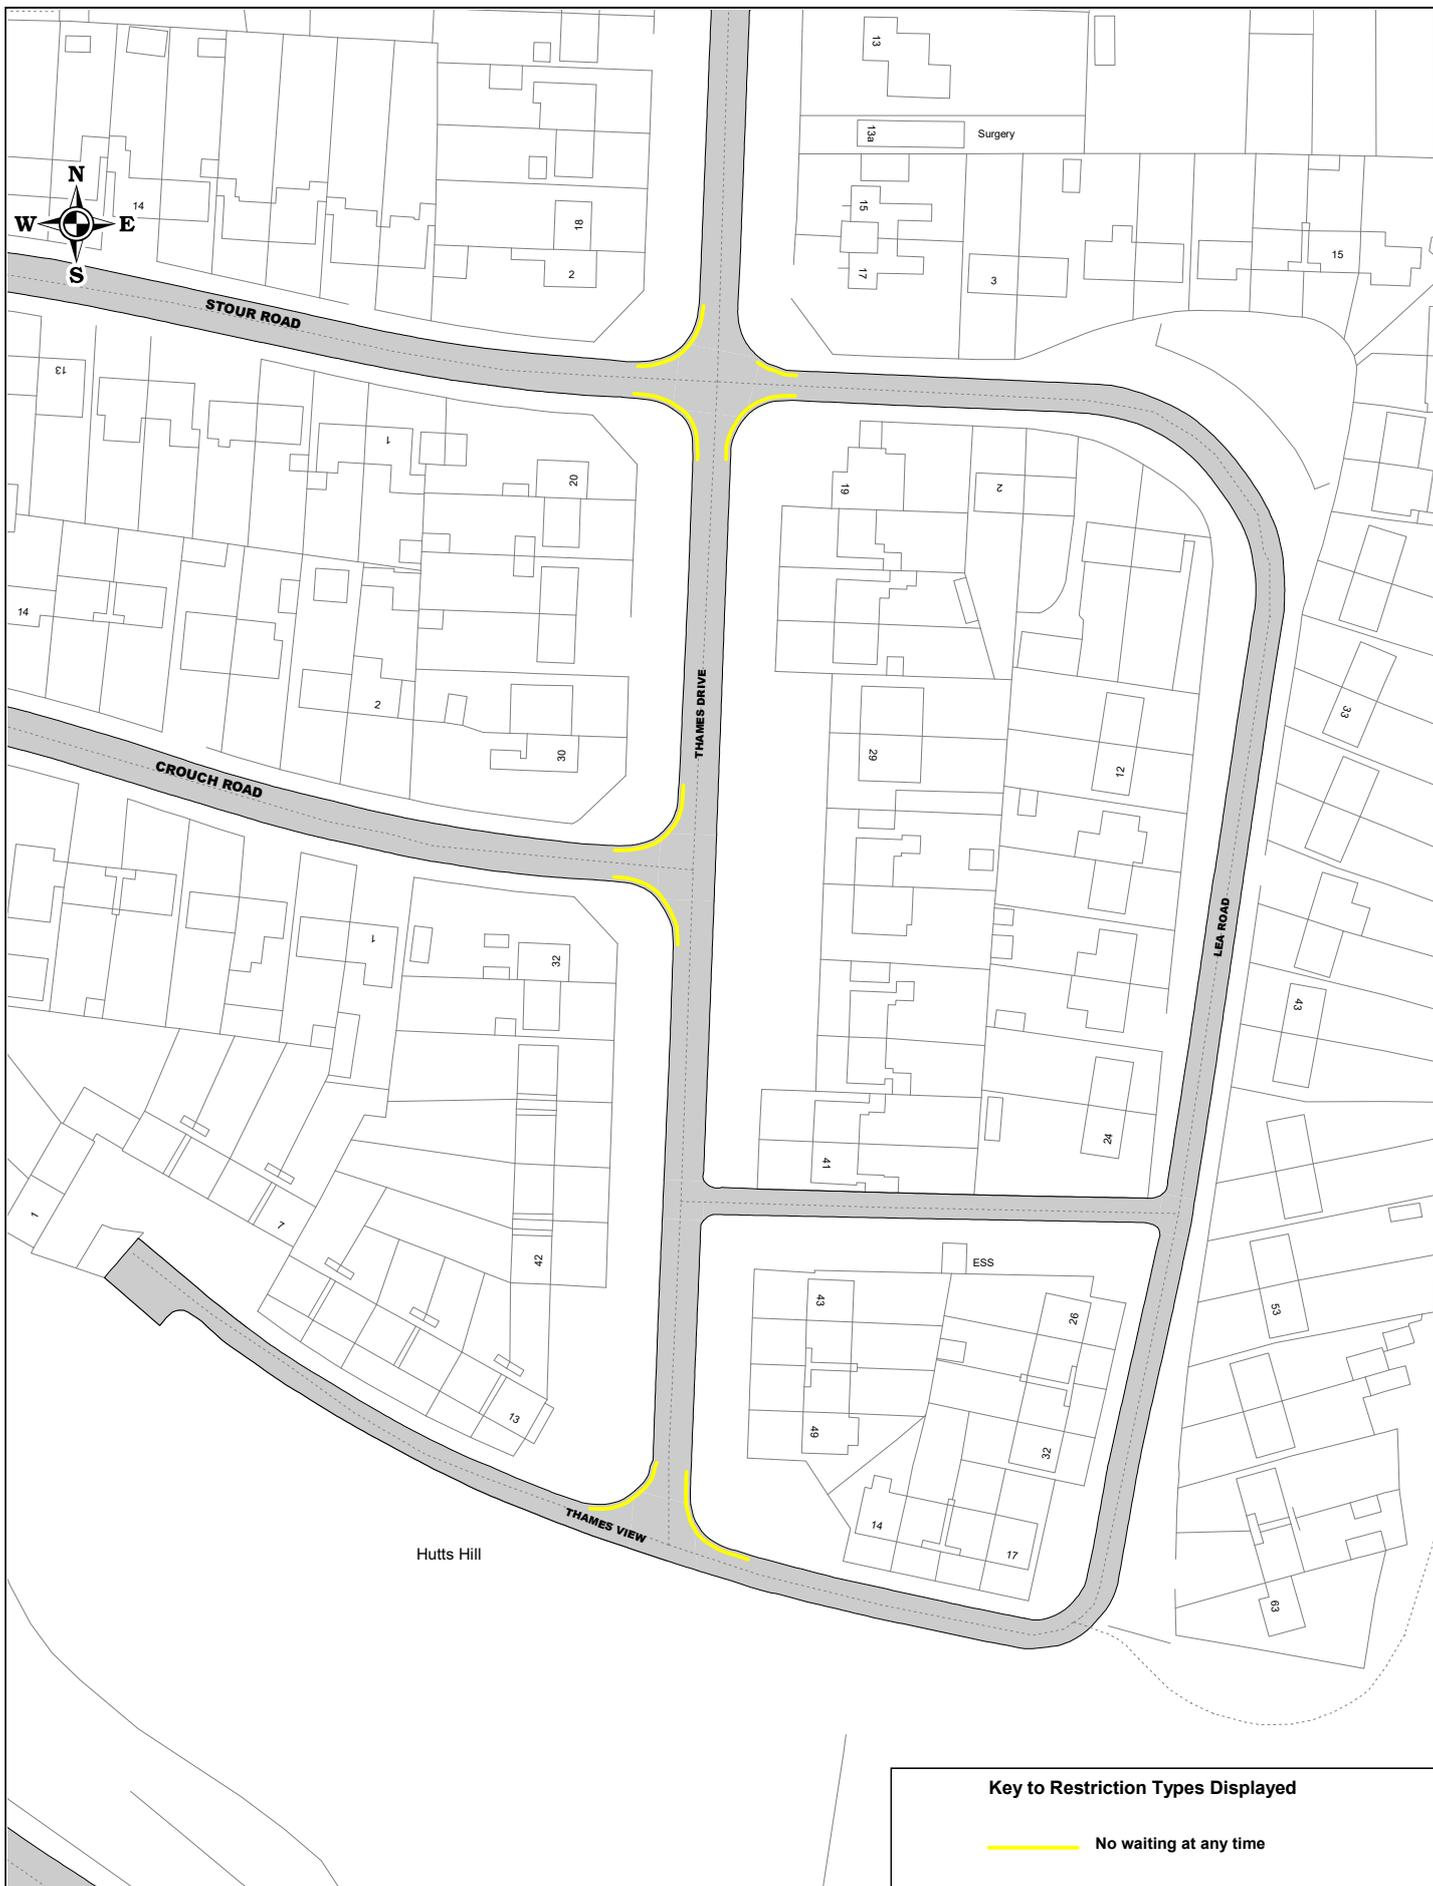 13
13a
Surgery
N
W
E
S
14
18
2
15
17
3
15
STOUR ROAD
13
1
20
19
2
14
2
30
THAMES DRIVE
29
12
33
CROUCH ROAD
1
32
LEA ROAD
43
24
41
1
7
42
ESS
43
26
53
13
49
32
14
17
THAMES VIEW
Hutts Hill
63
Key to Restriction Types Displayed
No waiting at any time